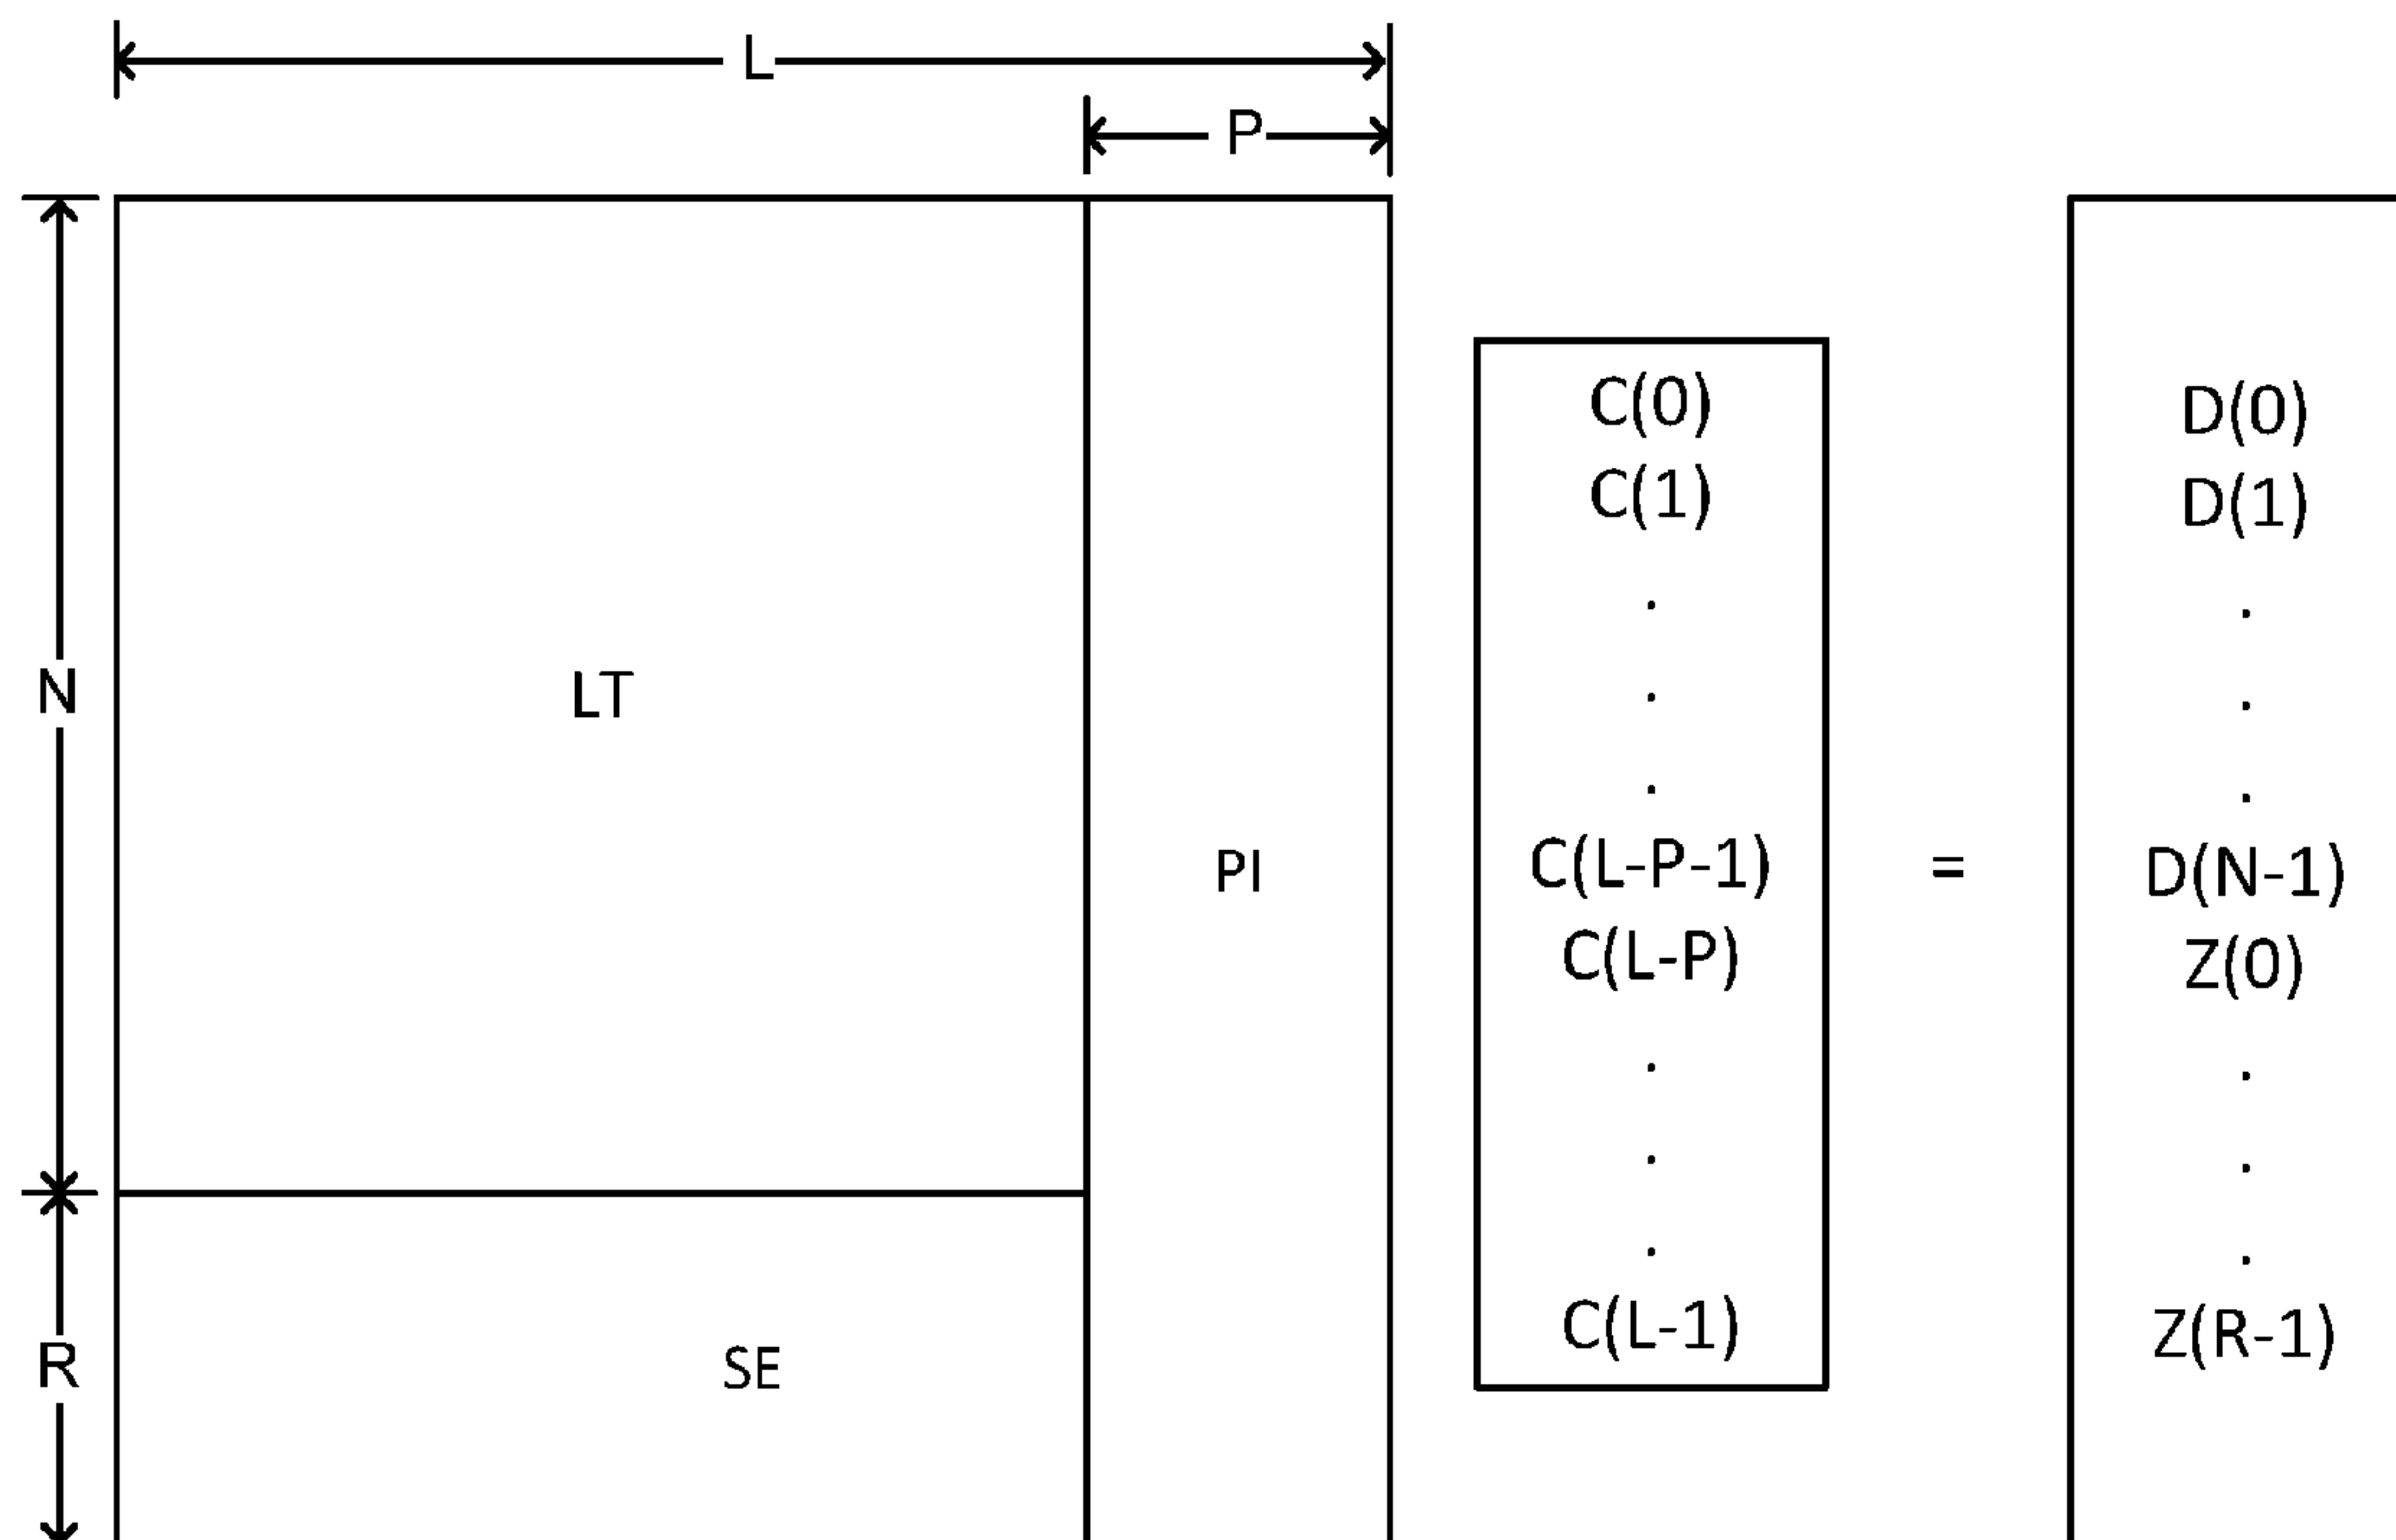 L
P
N
LT
PI
R
SE
C(0)
C(1)
.
.
.
C(L-P-1)
C(L-P)
.
.
.
C(L-1)
=
D(0)
D(1)
.
.
.
D(N-1)
Z(0)
.
.
.
Z(R-1)